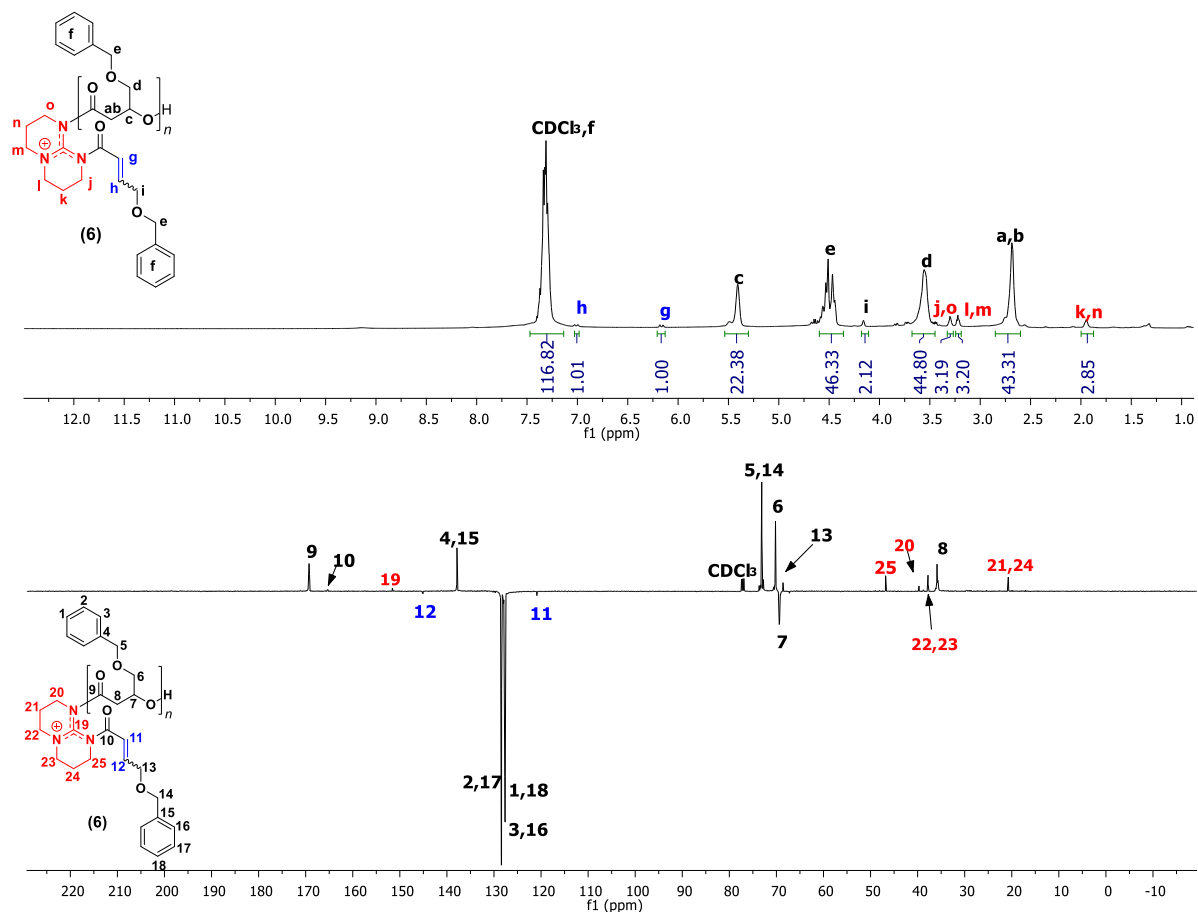 f
e
O
d
O
ab
c
O
H
n
o
n
N
O
m
N
N
g
l
k
j
h
i
O
e
(6)
f
CDCl3,f
h
g
c
e
i
d
j,o
l,m
a,b
k,n
116.82
1.01
1.00
22.38
46.33
2.12
44.80
3.19
3.20
43.31
2.85
12.0 11.5 11.0 10.5 10.0 9.5 9.0 8.5 8.0 7.5 7.0 6.5 6.0 5.5 5.0 4.5 4.0 3.5 3.0 2.5 2.0 1.5 1.0
f1 (ppm)
9
10
19
4,15
12
2,17
1,18
3,16
11
CDCl3
5,14
6
13
7
25
20
22,23
8
21,24
2
1
3
4
5
O
6
O
9
8
7
O
H
n
20
21
N
O
22
N
19
N
10
11
23
24
25
12
13
O
14
15
(6)
16
17
18
220 210 200 190 180 170 160 150 140 130 120 110 100 90 80 70 60 50 40 30 20 10 0 -10
f1 (ppm)